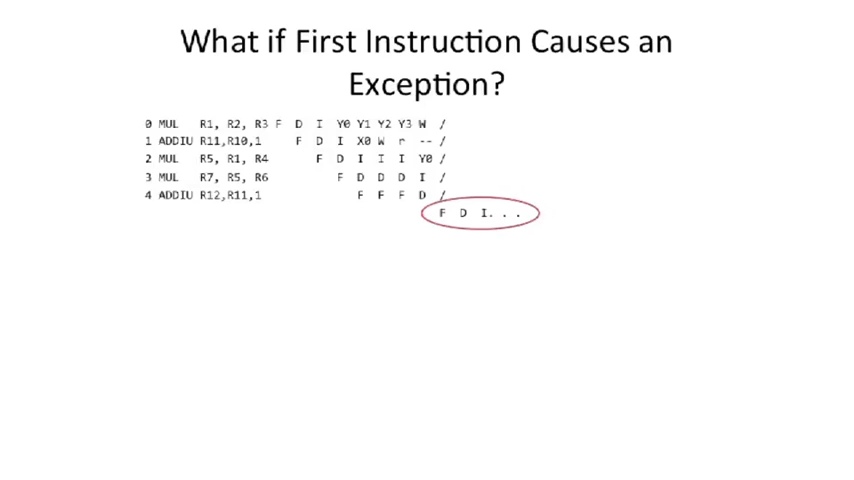 What if First Instruction Causes an
Exception?
0 MUL R1, R2, R3 F D I Y0 Y1 Y2 Y3 W /
1 ADDIU R11,R10,1 F D I X0 W r -- /
2 MUL R5, R1, R4 F D I I I Y0 /
3 MUL R7, R5, R6 F D D D I /
4 ADDIU R12,R11,1 F F F D /
F D I. . .